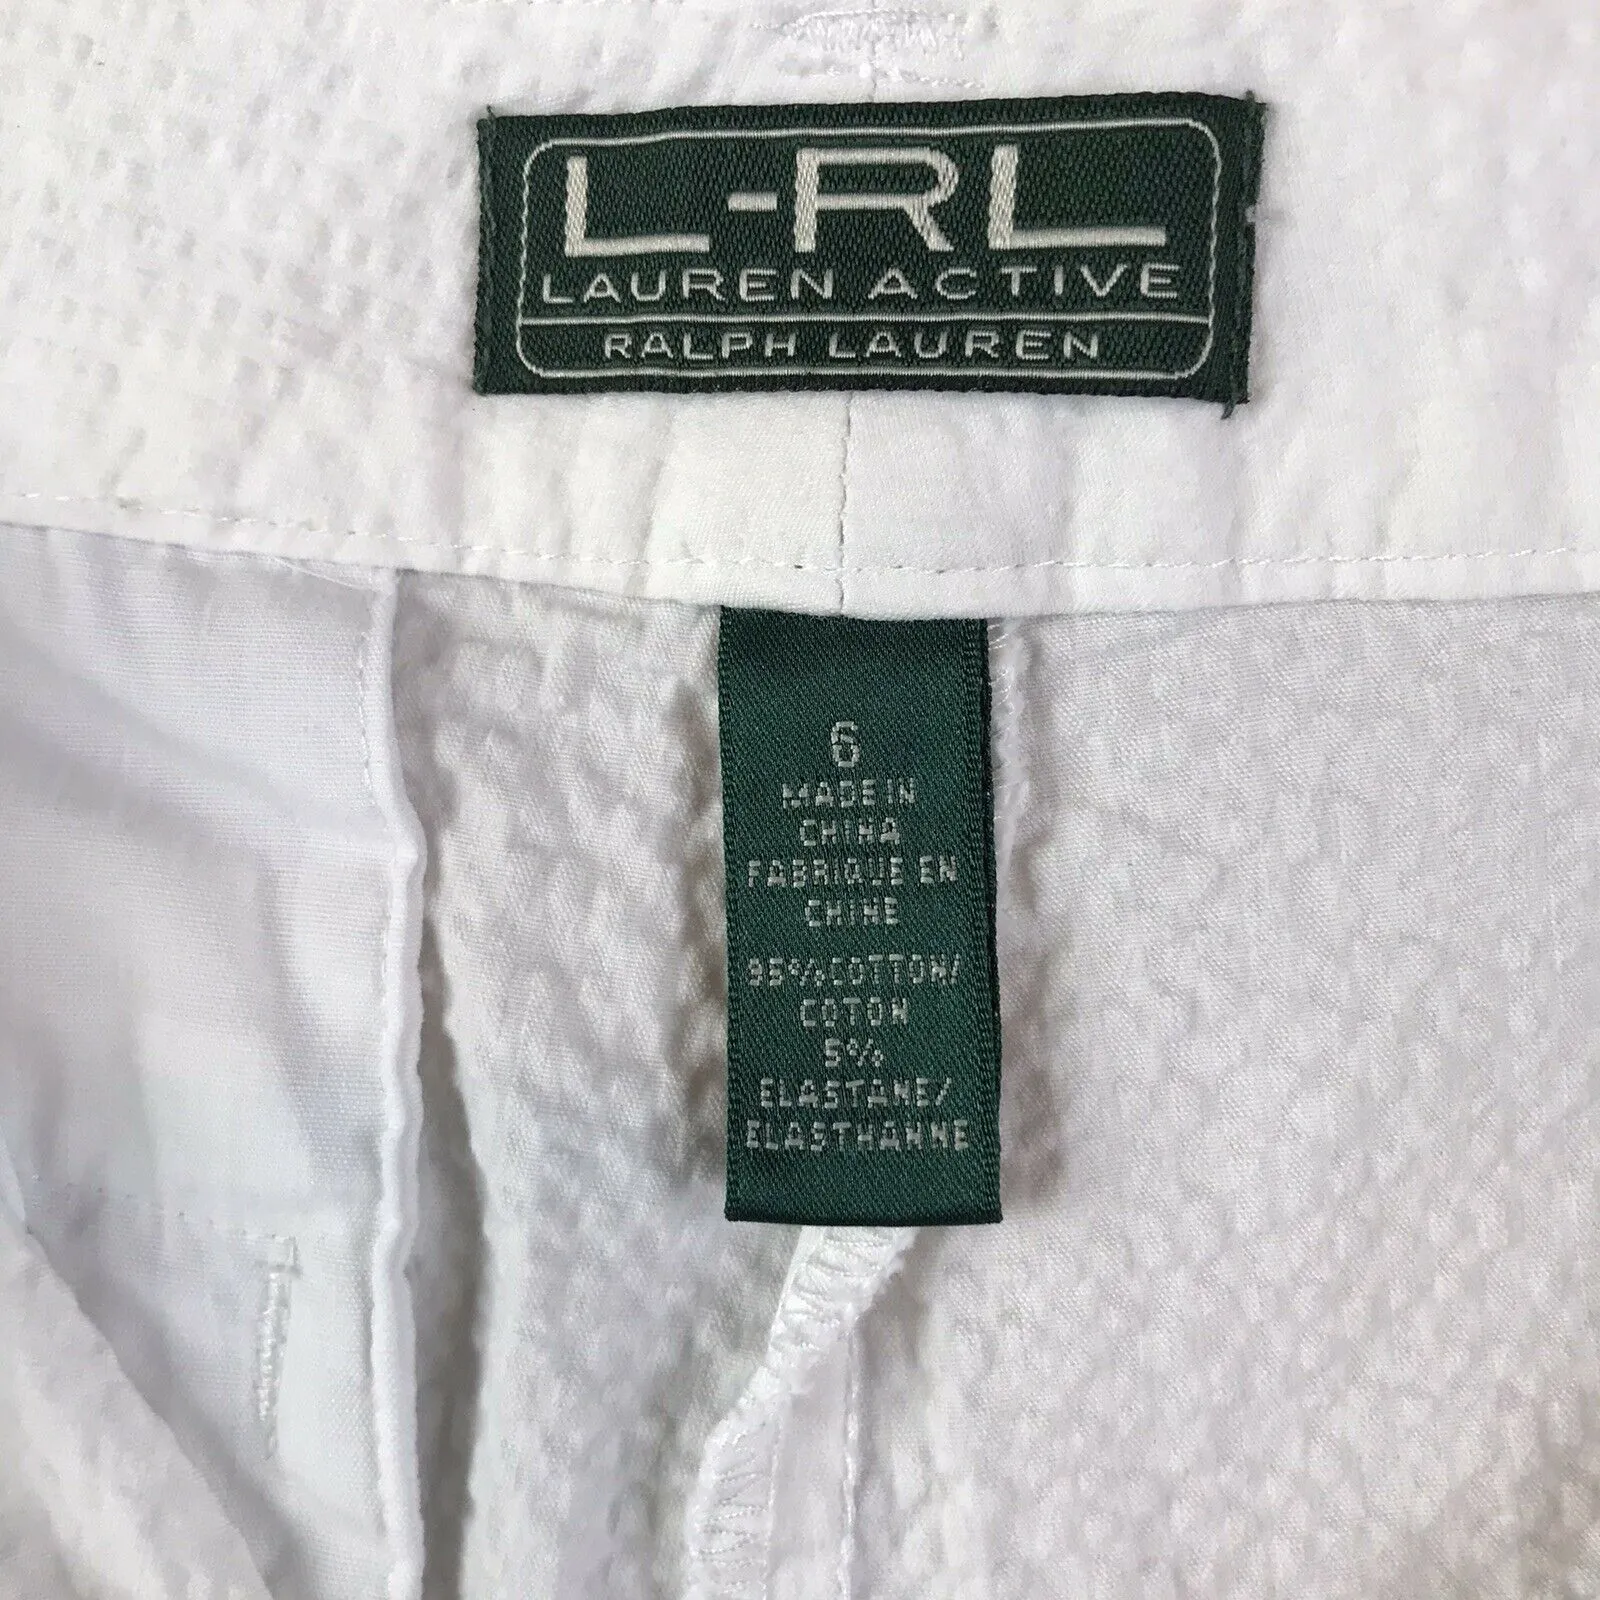 L-RL
LAUREN ACTIVE
RALPH LAUREN
6
MADE IN
CHINA
FABRIQUE EN
CHINE
95% COTTON/
COTON
5%
ELASTANE/
ELASTHANNE